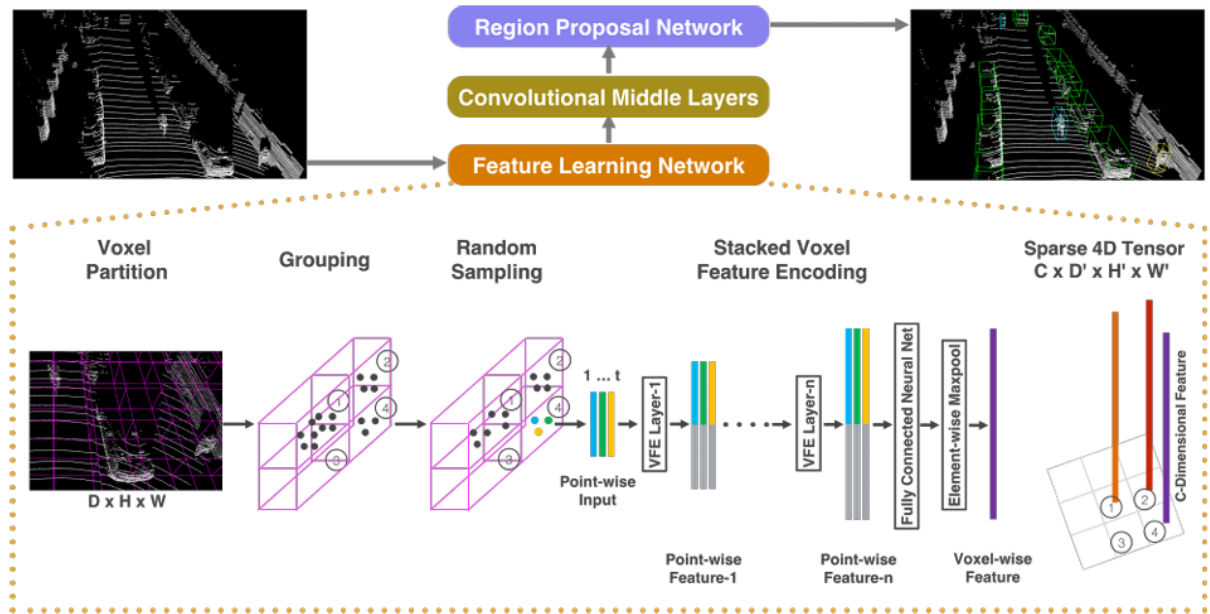 Region Proposal Network
Convolutional Middle Layers
Feature Learning Network
Voxel
Partition
Grouping
Random
Sampling
Stacked Voxel
Feature Encoding
Sparse 4D Tensor
C x D' x H' x W'
D x H x W
1
2
3
4
1
2
3
4
1 ... t
Point-wise
Input
VFE Layer-1
Point-wise
Feature-1
VFE Layer-n
Point-wise
Feature-n
Fully Connected Neural Net
Element-wise Maxpool
Voxel-wise
Feature
C-Dimensional Feature
1
2
3
4